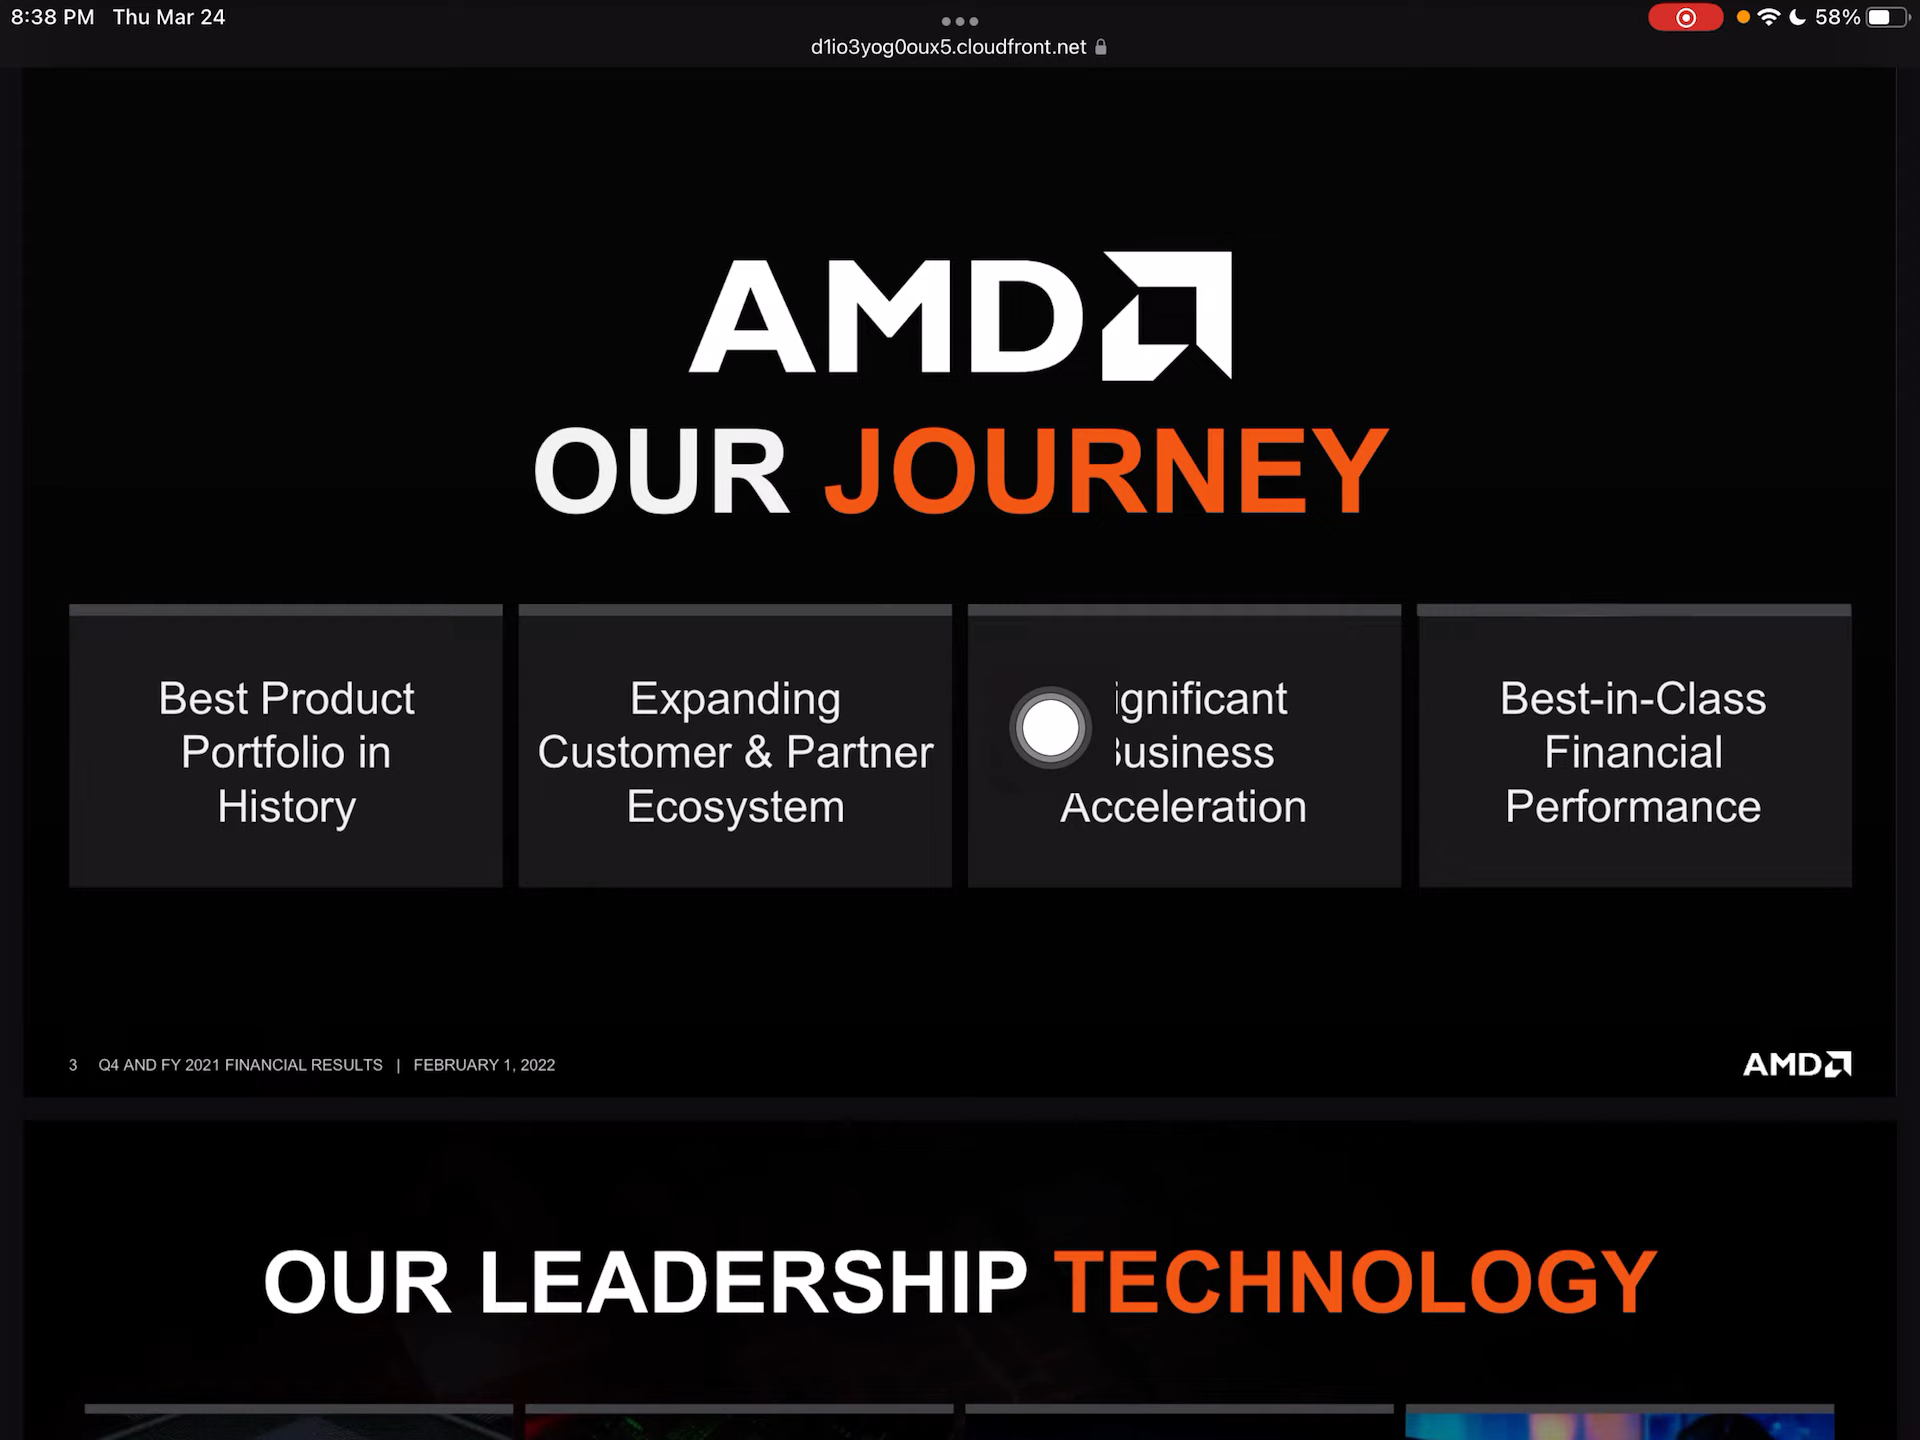 8:38 PM Thu Mar 24
58%
d1io3yog0oux5.cloudfront.net
AMD
OUR JOURNEY
Best Product
Portfolio in
History
Expanding
Customer & Partner
Ecosystem
ignificant
usiness
Acceleration
Best-in-Class
Financial
Performance
3 Q4 AND FY 2021 FINANCIAL RESULTS | FEBRUARY 1, 2022
AMD
OUR LEADERSHIP TECHNOLOGY